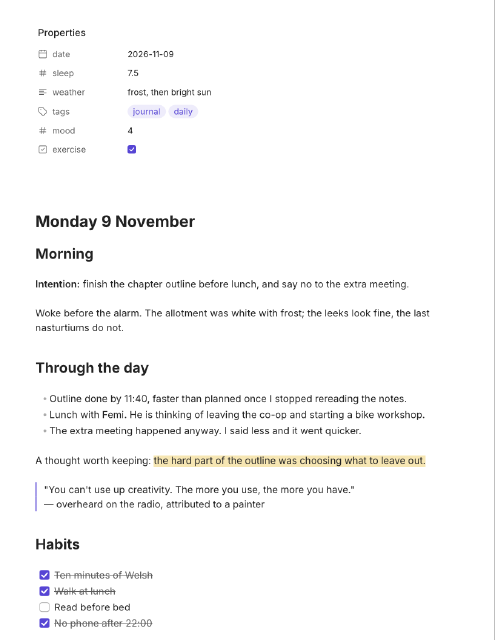 Properties
date 2026-11-09
sleep 7.5
weather frost, then bright sun
tags journal daily
mood 4
exercise
Monday 9 November
Morning
Intention: finish the chapter outline before lunch, and say no to the extra meeting.
Woke before the alarm. The allotment was white with frost; the leeks look fine, the last
nasturtiums do not.
Through the day
Outline done by 11:40, faster than planned once I stopped rereading the notes.
Lunch with Femi. He is thinking of leaving the co-op and starting a bike workshop.
The extra meeting happened anyway. I said less and it went quicker.
A thought worth keeping: the hard part of the outline was choosing what to leave out.
"You can't use up creativity. The more you use, the more you have."
— overheard on the radio, attributed to a painter
Habits
Ten minutes of Welsh
Walk at lunch
Read before bed
No phone after 22:00